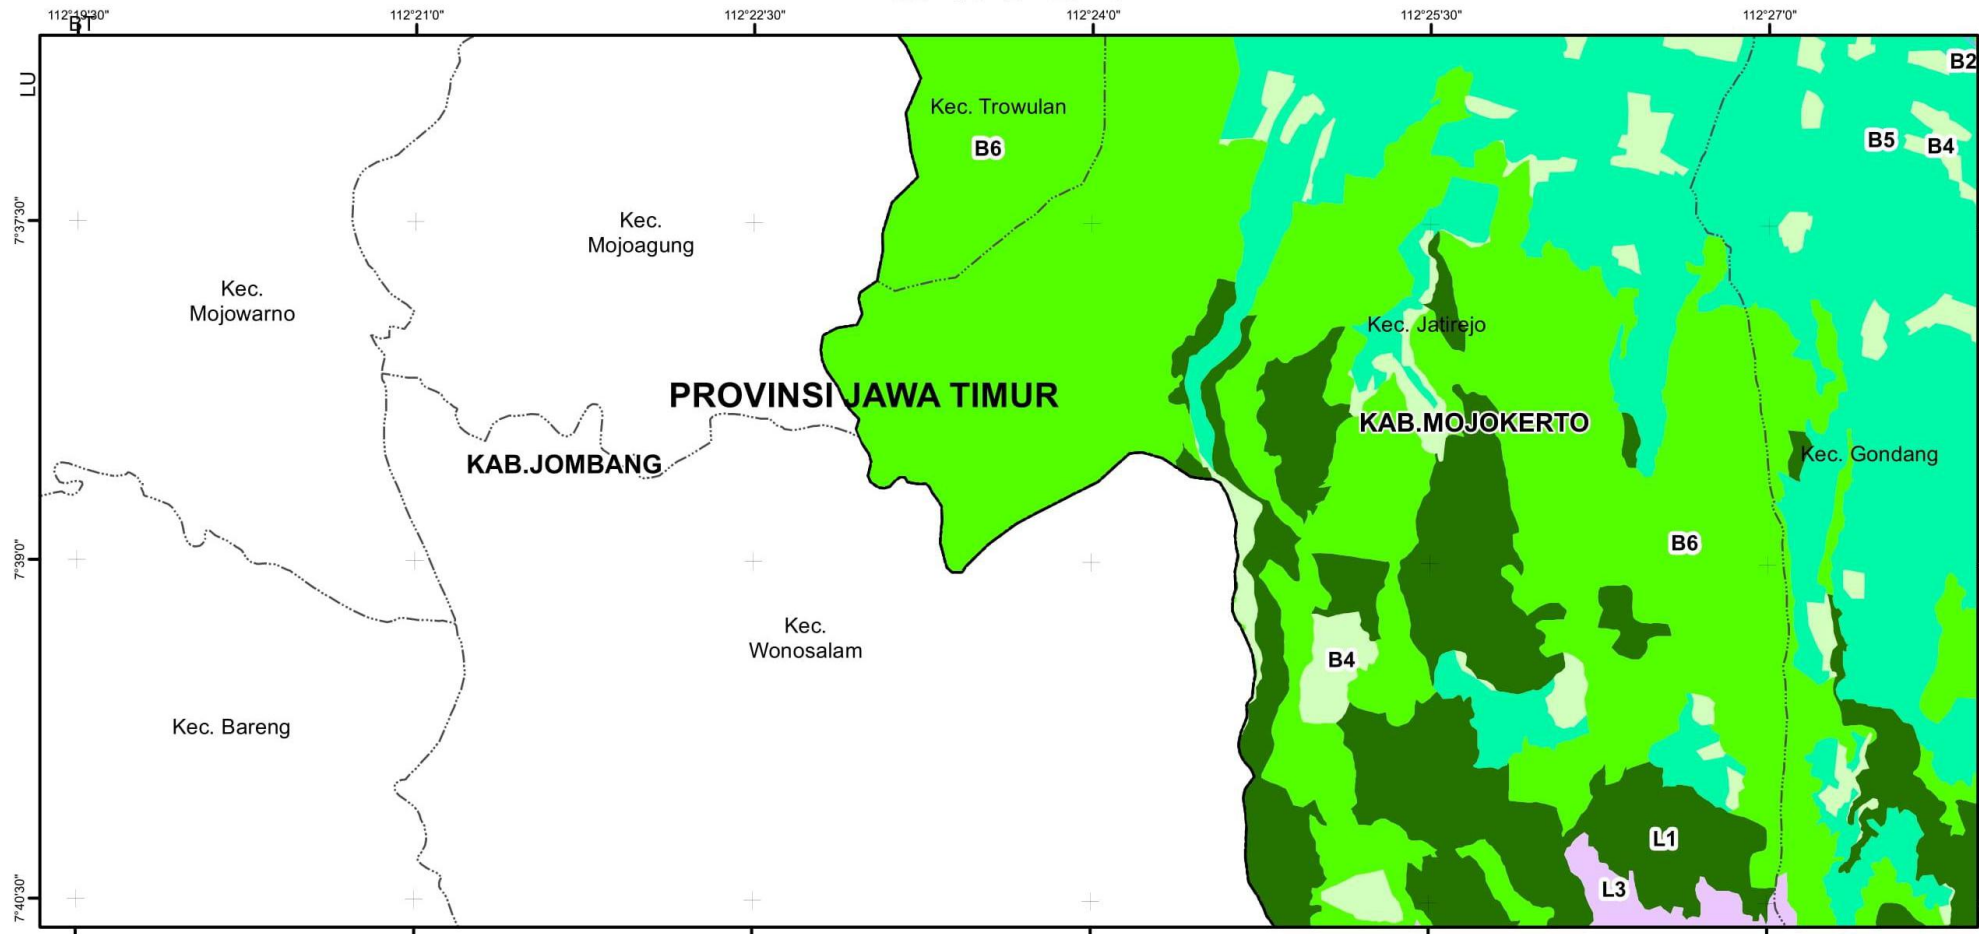 112°19'30"
112°21'0"
112°22'30"
112°24'0"
112°25'30"
112°27'0"
BT
LU
B2
Kec. Trowulan
B6
B5
B4
7°37'30"
Kec.
Mojoagung
Kec.
Mojowarno
Kec. Jatirejo
PROVINSI JAWA TIMUR
KAB.MOJOKERTO
KAB.JOMBANG
Kec. Gondang
B6
7°39'0"
Kec.
Wonosalam
B4
Kec. Bareng
L1
L3
7°40'30"